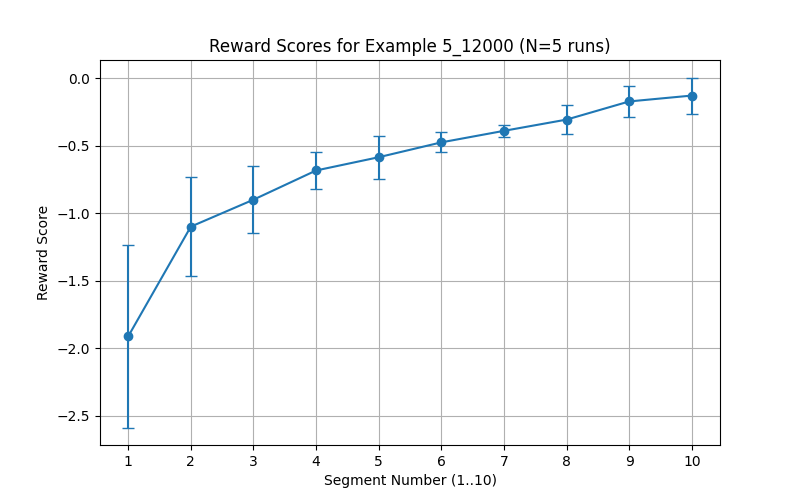 Reward Scores for Example 5_12000 (N=5 runs)
0.0
−0.5
−1.0
−1.5
−2.0
−2.5
Reward Score
1 2 3 4 5 6 7 8 9 10
Segment Number (1..10)